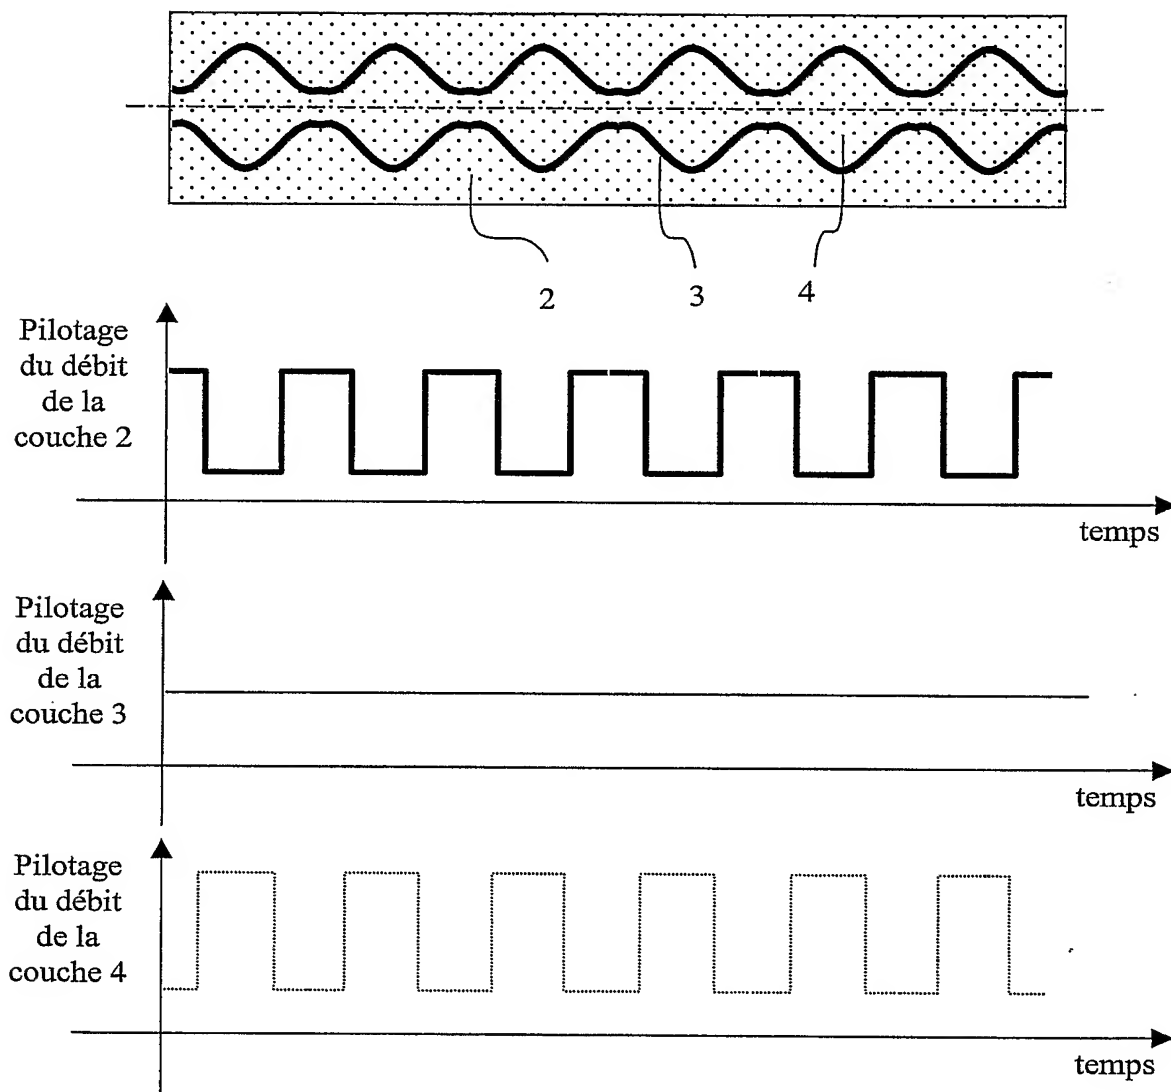 2
3
4
Pilotage
du débit
de la
couche 2
temps
Pilotage
du débit
de la
couche 3
temps
Pilotage
du débit
de la
couche 4
temps